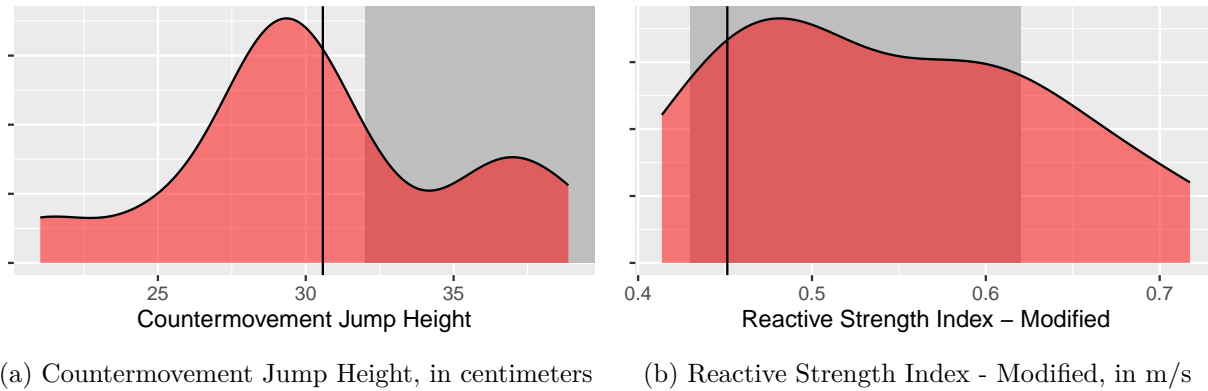 25 30 35
Countermovement Jump Height
(a) Countermovement Jump Height, in centimeters
0.4 0.5 0.6 0.7
Reactive Strength Index – Modified
(b) Reactive Strength Index - Modified, in m/s